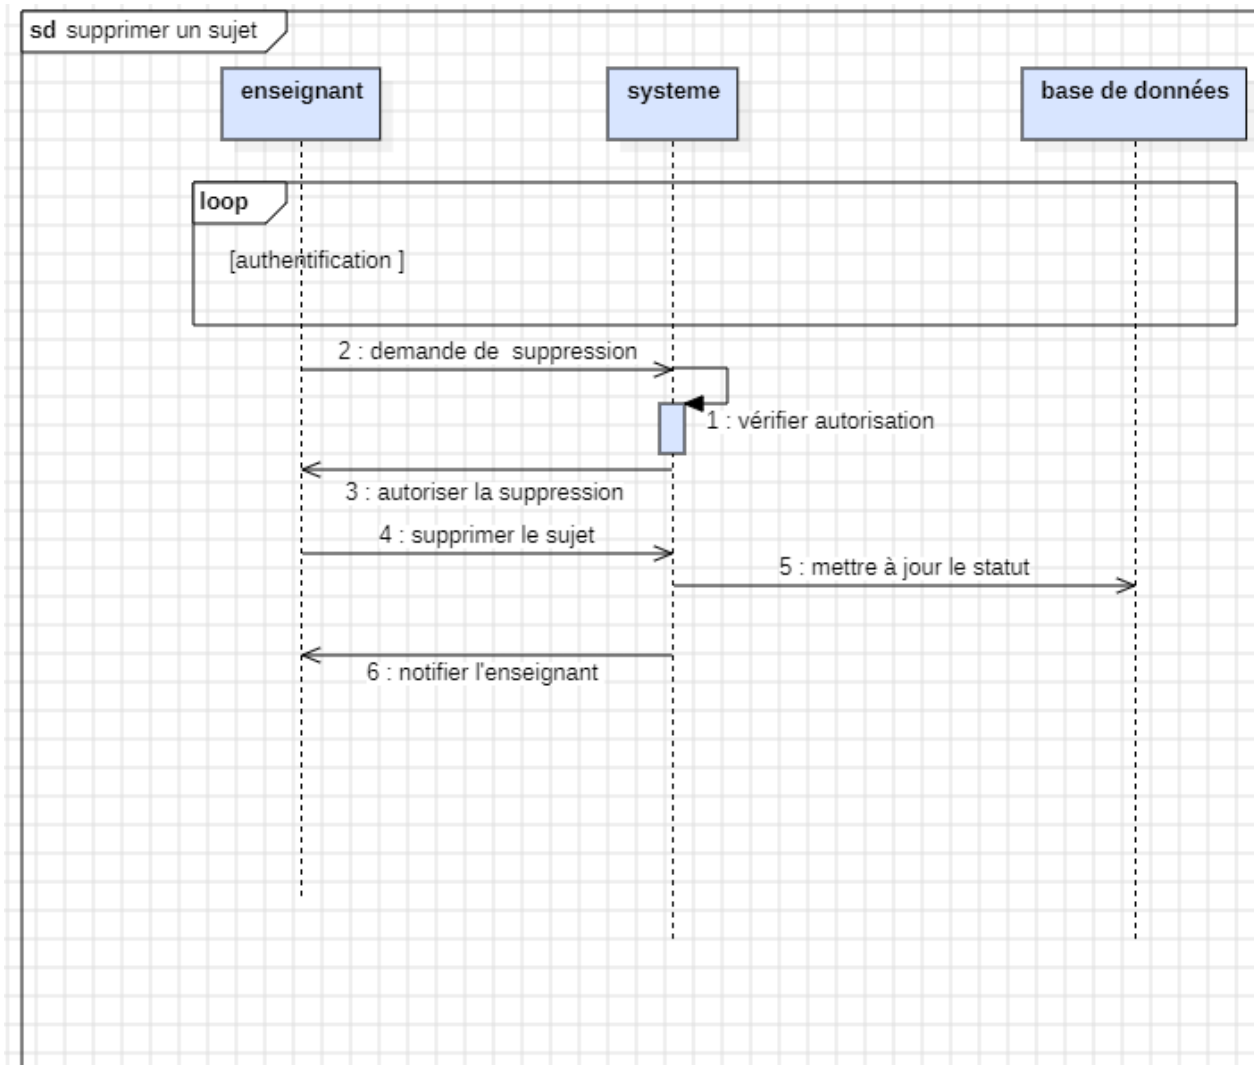 sd supprimer un sujet
enseignant
systeme
base de données
loop
[authentification ]
2 : demande de  suppression
1 : vérifier autorisation
3 : autoriser la suppression
4 : supprimer le sujet
5 : mettre à jour le statut
6 : notifier l'enseignant